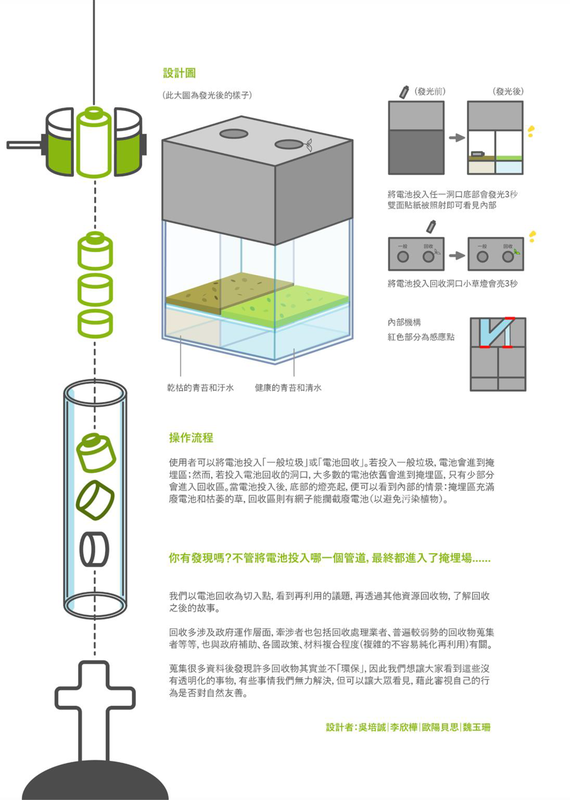 設計圖
(此大圖為發光後的樣子)
(發光前)
(發光後)
將電池投入任一洞口底部會發光3秒
雙面貼紙被照射即可看見內部
一般
回收
一般
回收
將電池投入回收洞口小草燈會亮3秒
內部機構
紅色部分為感應點
乾枯的青苔和汙水
健康的青苔和清水
操作流程
使用者可以將電池投入「一般垃圾」或「電池回收」。若投入一般垃圾,電池會進到掩
埋區;然而,若投入電池回收的洞口,大多數的電池依舊會進到掩埋區,只有少部分
會進入回收區。當電池投入後,底部的燈亮起,便可以看到內部的情景:掩埋區充滿
廢電池和枯萎的草,回收區則有網子能攔截廢電池(以避免污染植物)。
你有發現嗎?不管將電池投入哪一個管道,最終都進入了掩埋場......
我們以電池回收為切入點,看到再利用的議題,再透過其他資源回收物,了解回收
之後的故事。
回收多涉及政府運作層面,牽涉者也包括回收處理業者、普遍較弱勢的回收物蒐集
者等等,也與政府補助、各國政策、材料複合程度(複雜的不容易純化再利用)有關。
蒐集很多資料後發現許多回收物其實並不「環保」,因此我們想讓大家看到這些沒
有透明化的事物,有些事情我們無力解決,但可以讓大眾看見,藉此審視自己的行
為是否對自然友善。
設計者:吳培誠|李欣樺|歐陽貝思|魏玉珊